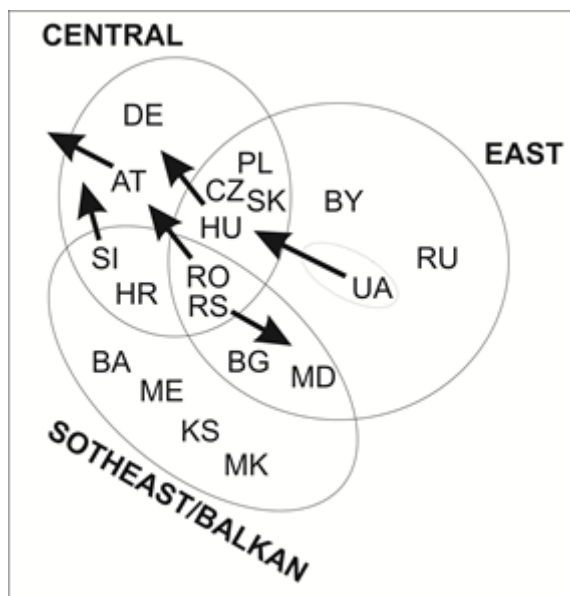 CENTRAL
DE
EAST
PL
AT
CZ
SK
BY
HU
SI
RO
RU
HR
RS
UA
BA
BG
MD
ME
KS
MK
SOTHEAST/BALKAN